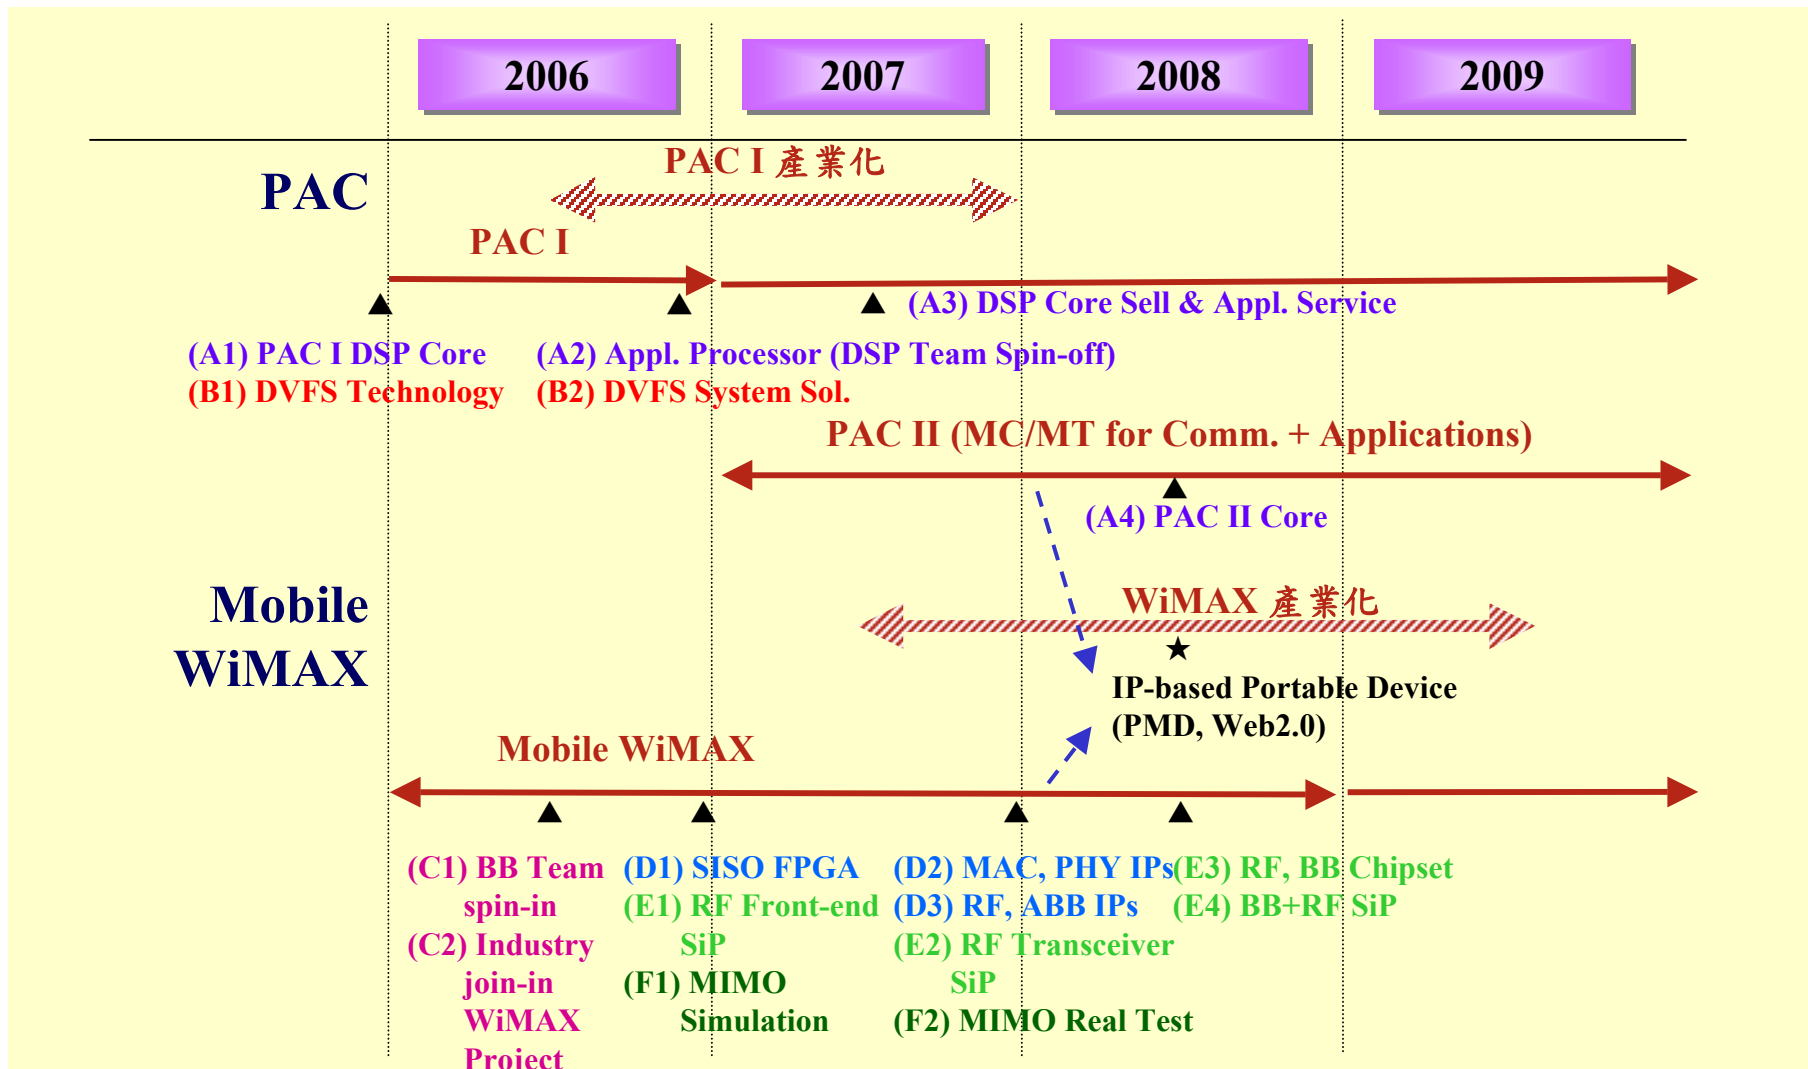 2006
2007
2008
2009
PAC
PAC I 產業化
PAC I
(A3) DSP Core Sell & Appl. Service
(A1) PAC I DSP Core
(B1) DVFS Technology
(A2) Appl. Processor (DSP Team Spin-off)
(B2) DVFS System Sol.
PAC II (MC/MT for Comm. + Applications)
(A4) PAC II Core
Mobile
WiMAX
WiMAX 產業化
IP-based Portable Device
(PMD, Web2.0)
Mobile WiMAX
(C1) BB Team
spin-in
(C2) Industry
join-in
WiMAX
Project
(D1) SISO FPGA
(E1) RF Front-end
SiP
(F1) MIMO
Simulation
(D2) MAC, PHY IPs
(D3) RF, ABB IPs
(E2) RF Transceiver
SiP
(F2) MIMO Real Test
(E3) RF, BB Chipset
(E4) BB+RF SiP